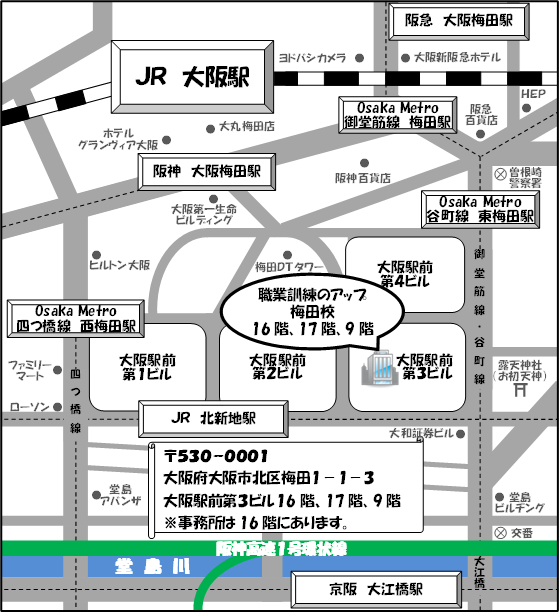 阪急 大阪梅田駅
ヨドバシカメラ
大阪新阪急ホテル
JR 大阪駅
HEP
Osaka Metro
御堂筋線 梅田駅
阪急
百貨店
大丸梅田店
ホテル
グランヴィア大阪
阪神 大阪梅田駅
阪神百貨店
曽根崎
警察署
Osaka Metro
谷町線 東梅田駅
大阪第一生命
ビルディング
ヒルトン大阪
梅田DTタワー
大阪駅前
第4ビル
御堂筋線・谷町線
職業訓練のアップ
梅田校
16階、17階、9階
Osaka Metro
四つ橋線 西梅田駅
大阪駅前
第1ビル
大阪駅前
第2ビル
大阪駅前
第3ビル
ファミリー
マート
四つ橋線
露天神社
(お初天神)
ローソン
JR 北新地駅
大和証券ビル
〒530-0001
大阪府大阪市北区梅田1-1-3
大阪駅前第3ビル16階、17階、9階
※事務所は16階にあります。
堂島
アバンザ
堂島
ビルヂング
交番
阪神高速1号環状線
堂島川
大江橋
京阪 大江橋駅